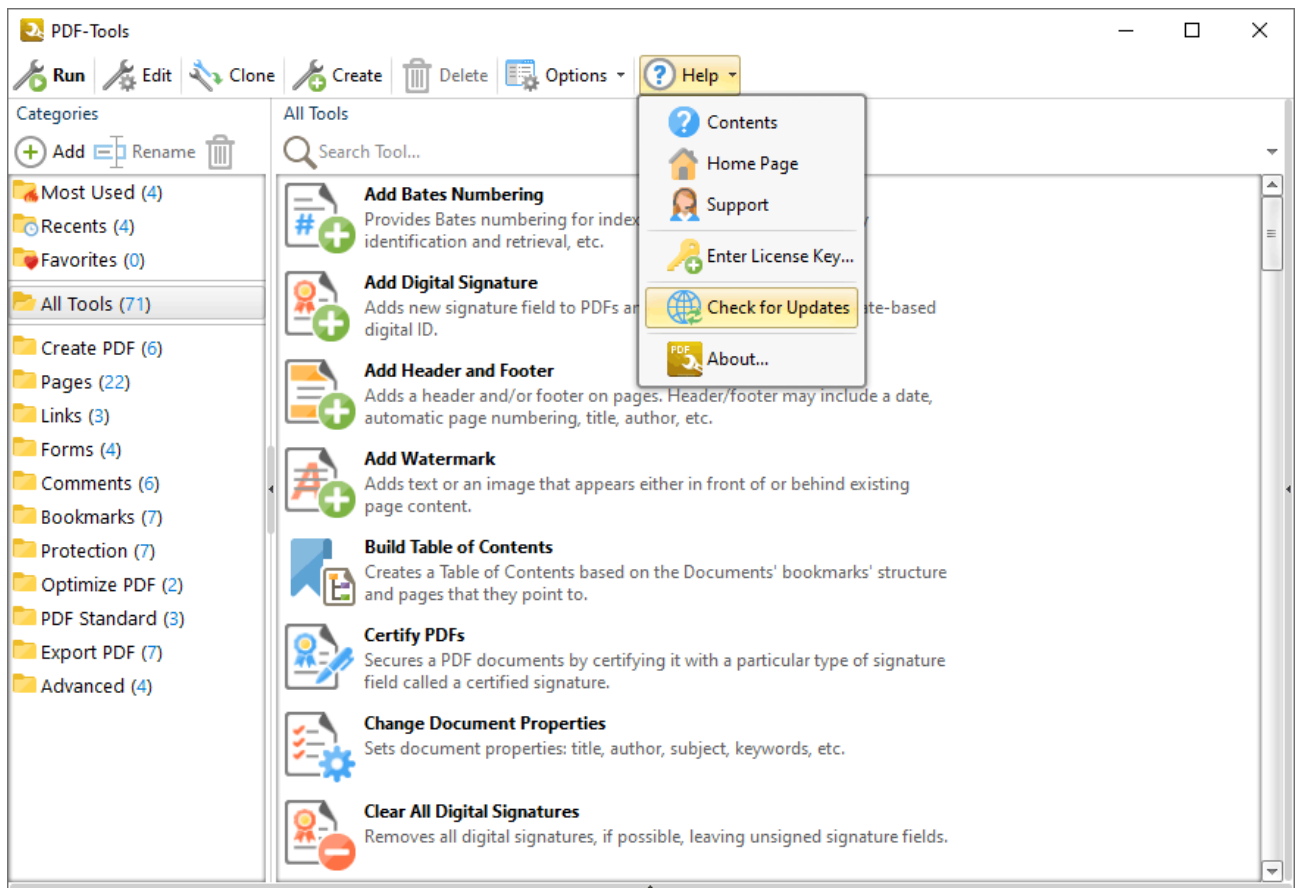 PDF-Tools
Run Edit Clone Create Delete Options Help
Categories
Add Rename
Most Used (4)
Recents (4)
Favorites (0)
All Tools (71)
Create PDF (6)
Pages (22)
Links (3)
Forms (4)
Comments (6)
Bookmarks (7)
Protection (7)
Optimize PDF (2)
PDF Standard (3)
Export PDF (7)
Advanced (4)
All Tools
Search Tool...
Contents
Home Page
Support
Enter License Key...
Check for Updates
PDF About...
Add Bates Numbering
Provides Bates numbering for
identification and retrieval, etc.
Add Digital Signature
Adds new signature field to PDFs
-based
digital ID.
Add Header and Footer
Adds a header and/or footer on pages. Header/footer may include a date,
automatic page numbering, title, author, etc.
Add Watermark
Adds text or an image that appears either in front of or behind existing
page content.
Build Table of Contents
Creates a Table of Contents based on the Documents' bookmarks' structure
and pages that they point to.
Certify PDFs
Secures a PDF documents by certifying it with a particular type of signature
field called a certified signature.
Change Document Properties
Sets document properties: title, author, subject, keywords, etc.
Clear All Digital Signatures
Removes all digital signatures, if possible, leaving unsigned signature fields.